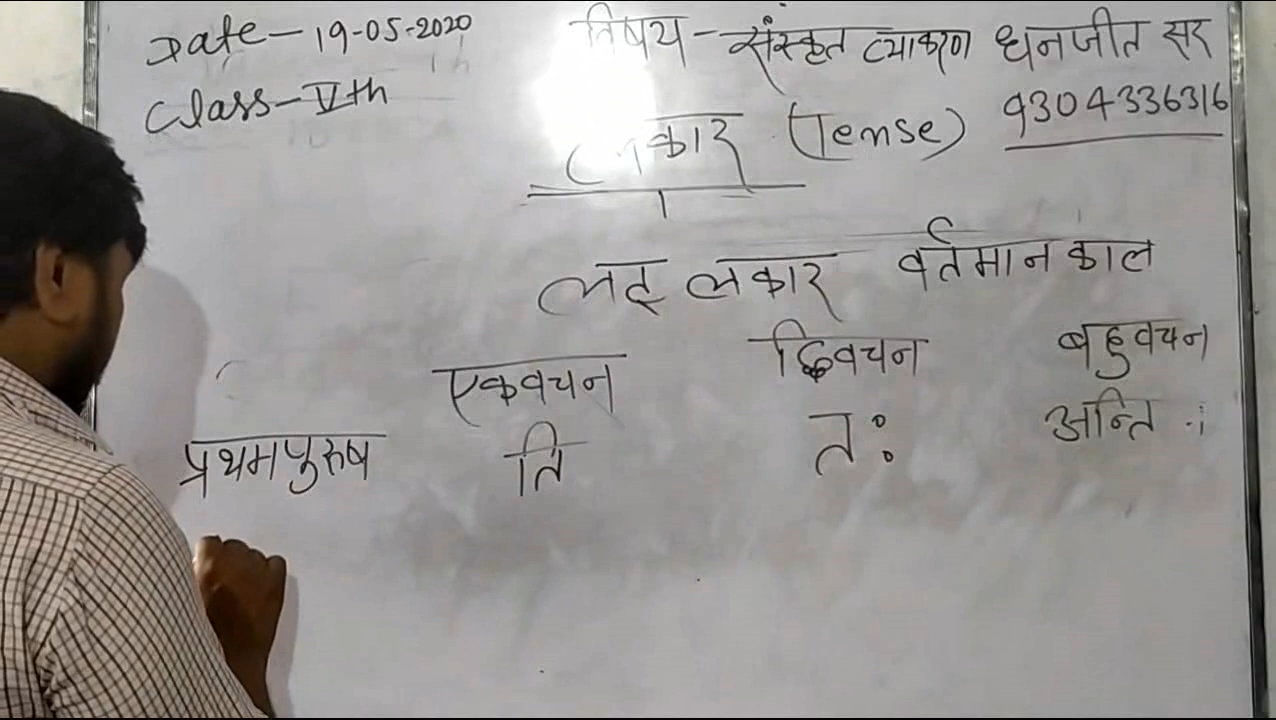 Date-19-05-2020 विषय-संस्कृत व्याकरण धनजीत सर
Class-Vth लकार (Tense) 9304336316
लट् लकार वर्तमान काल
एकवचन द्विवचन बहुवचन
प्रथमपुरुष ति तः अन्ति